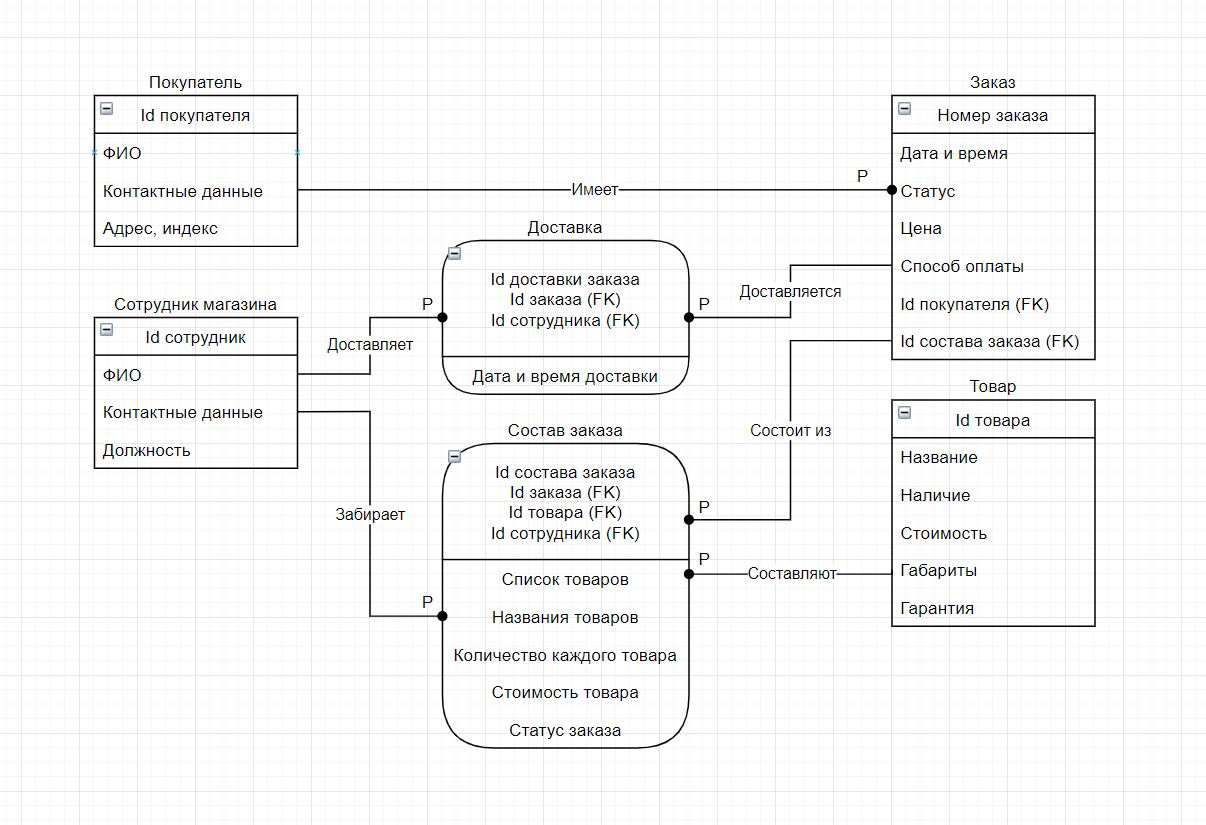 Покупатель
Id покупателя
ФИО
Контактные данные
Адрес, индекс
Имеет
P
Заказ
Номер заказа
Дата и время
Статус
Цена
Способ оплаты
Id покупателя (FK)
Id состава заказа (FK)
Сотрудник магазина
Id сотрудник
ФИО
Контактные данные
Должность
Доставляет
P
Забирает
P
Доставка
Id доставки заказа
Id заказа (FK)
Id сотрудника (FK)
Дата и время доставки
P
Доставляется
Состав заказа
Id состава заказа
Id заказа (FK)
Id товара (FK)
Id сотрудника (FK)
Список товаров
Названия товаров
Количество каждого товара
Стоимость товара
Статус заказа
P
Состоит из
P
Составляют
Товар
Id товара
Название
Наличие
Стоимость
Габариты
Гарантия